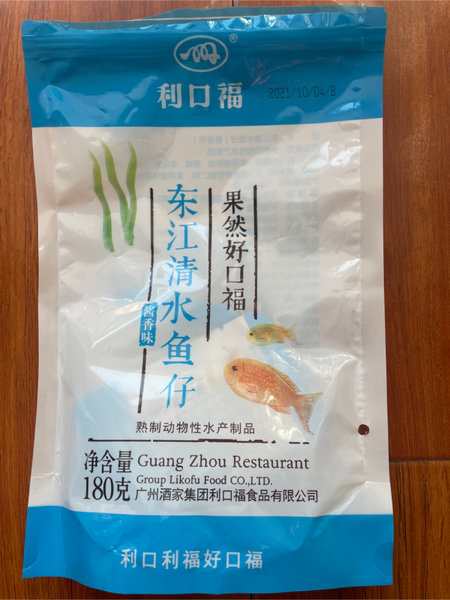 ®
利口福
2021/10/04/B
果然好口福
东江清水鱼仔
酱香味
熟制动物性水产制品
净含量
180克
Guang Zhou Restaurant
Group Likofu Food CO.,LTD.
广州酒家集团利口福食品有限公司
利口利福好口福